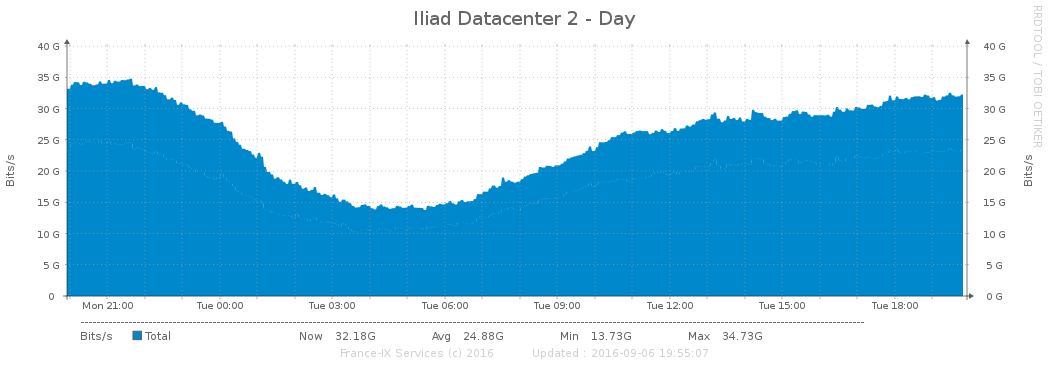 Iliad Datacenter 2 - Day
RRDTOOL / TOBI OETIKER
Bits/s
Bits/s
40 G 40 G
35 G 35 G
30 G 30 G
25 G 25 G
20 G 20 G
15 G 15 G
10 G 10 G
5 G 5 G
0 0 G
Mon 21:00 Tue 00:00 Tue 03:00 Tue 06:00 Tue 09:00 Tue 12:00 Tue 15:00 Tue 18:00
Bits/s Total Now 32.18G Avg 24.88G Min 13.73G Max 34.73G
France-IX Services (c) 2016 Updated : 2016-09-06 19:55:07